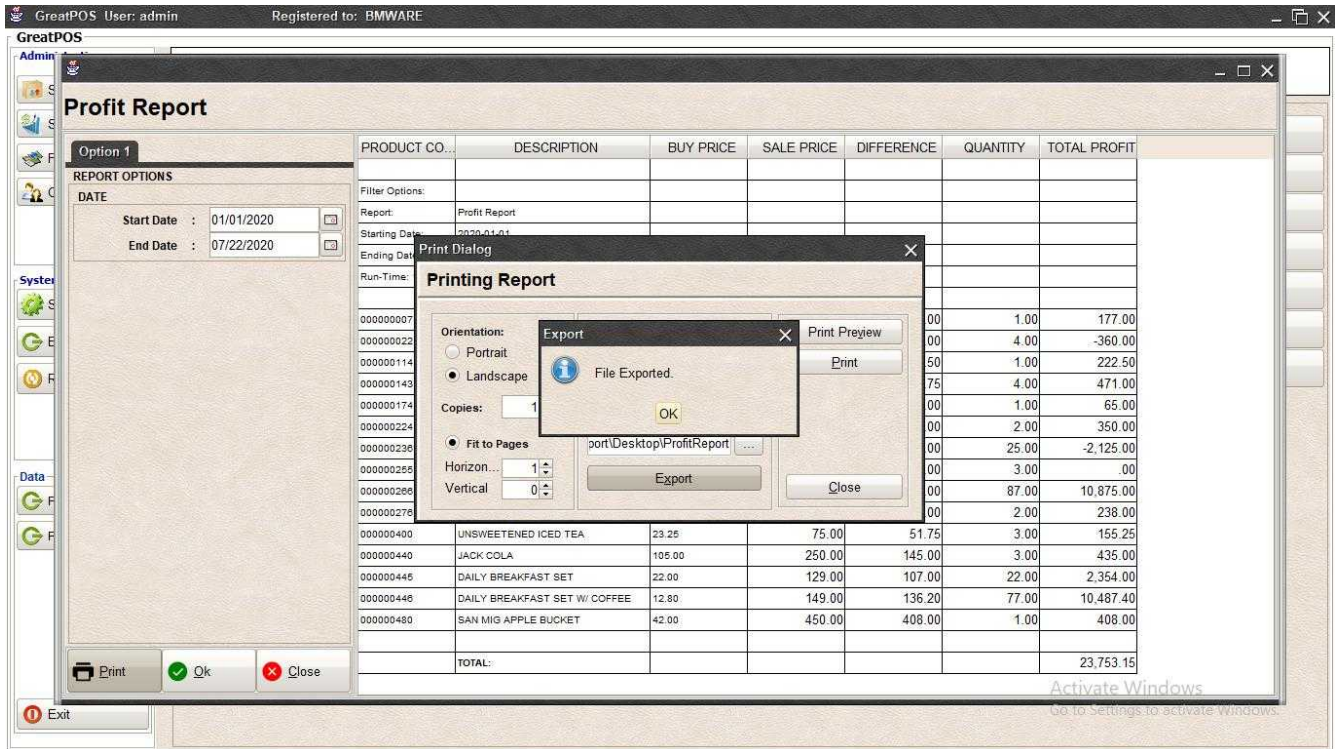 GreatPOS User: admin Registered to: BMWARE
GreatPOS
Profit Report
Option 1
REPORT OPTIONS
DATE
Start Date : 01/01/2020
End Date : 07/22/2020
PRODUCT CO... DESCRIPTION BUY PRICE SALE PRICE DIFFERENCE QUANTITY TOTAL PROFIT
Filter Options:
Report: Profit Report
Starting Date: 2020-01-01
Run-Time:
000000007 1.00 177.00
000000022 4.00 -360.00
000000114 1.00 222.50
000000143 4.00 471.00
000000174 1.00 65.00
000000224 2.00 350.00
000000236 25.00 -2,125.00
000000255 3.00 .00
000000266 87.00 10,875.00
000000276 2.00 238.00
000000400 UNSWEETENED ICED TEA 23.25 75.00 51.75 3.00 155.25
000000440 JACK COLA 105.00 250.00 145.00 3.00 435.00
000000445 DAILY BREAKFAST SET 22.00 129.00 107.00 22.00 2,354.00
000000446 DAILY BREAKFAST SET W/ COFFEE 12.80 149.00 136.20 77.00 10,487.40
000000480 SAN MIG APPLE BUCKET 42.00 450.00 408.00 1.00 408.00
TOTAL: 23,753.15
Print Dialog
Printing Report
Orientation:
Portrait
Landscape
Copies: 1
Fit to Pages
Horizon... 1
Vertical 0
port\Desktop\ProfitReport ...
Export
Print Preview
Print
Close
Export
File Exported.
OK
Print Ok Close
Exit
Activate Windows
Go to Settings to activate Windows.